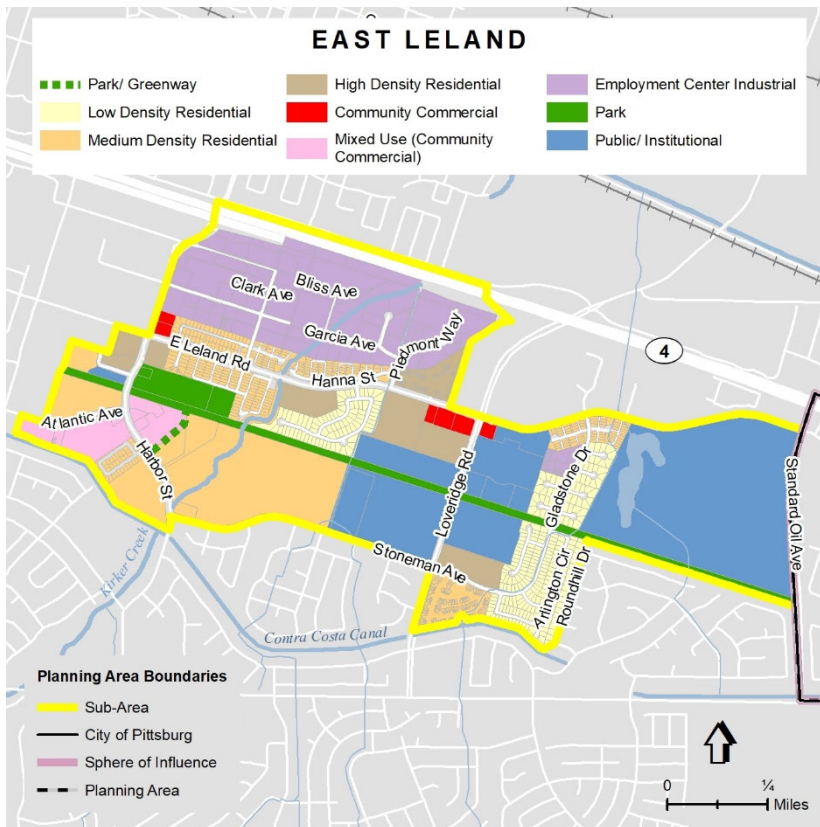 EAST LELAND
Park/ Greenway
Low Density Residential
Medium Density Residential
High Density Residential
Community Commercial
Mixed Use (Community
Commercial)
Employment Center Industrial
Park
Public/ Institutional
Bliss Ave
Clark Ave
Garcia Ave
Piedmont Way
E Leland Rd
Hanna St
4
Atlantic Ave
Harbor St
Loveridge Rd
Gladstone Dr
Standard Oil Ave
Stoneman Ave
Arlington Cir
Roundhill Dr
Kirker Creek
Contra Costa Canal
Planning Area Boundaries
Sub-Area
City of Pittsburg
Sphere of Influence
Planning Area
0 ¼
Miles